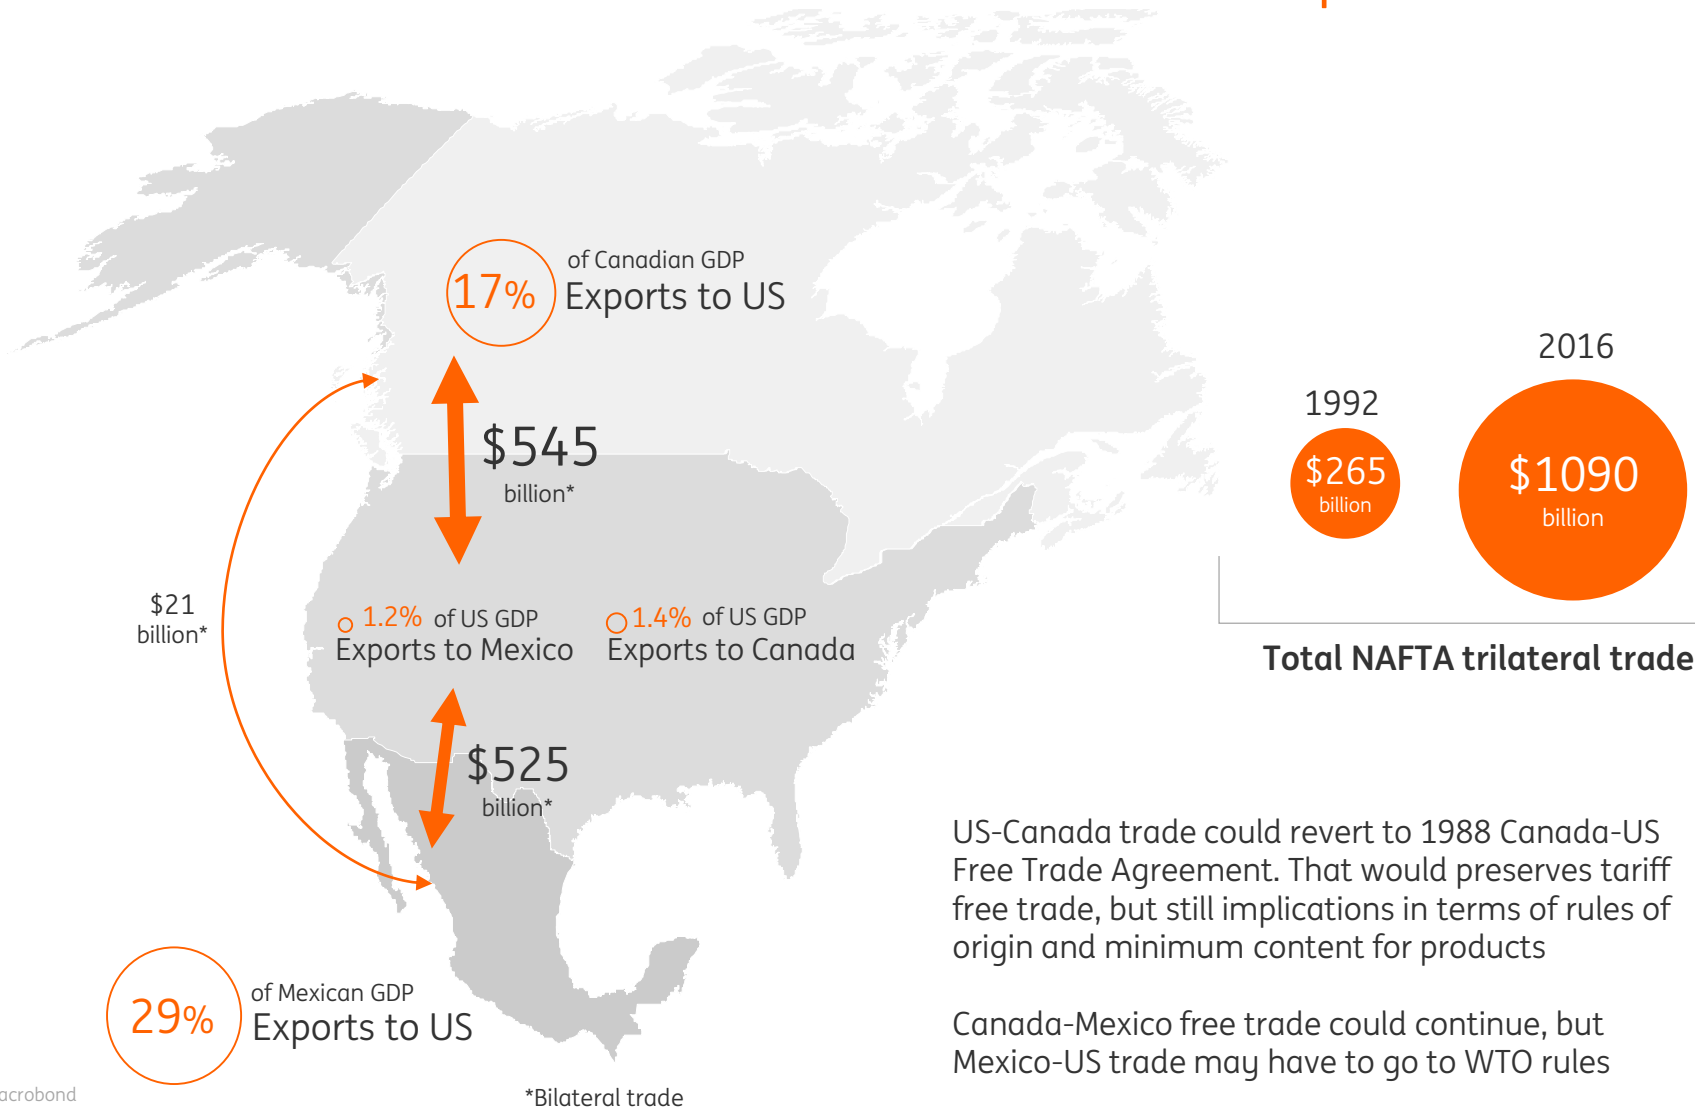 17%
of Canadian GDP
Exports to US
$545
billion*
$21
billion*
1.2% of US GDP
Exports to Mexico
1.4% of US GDP
Exports to Canada
$525
billion*
29%
of Mexican GDP
Exports to US
*Bilateral trade
1992
$265
billion
2016
$1090
billion
Total NAFTA trilateral trade
US-Canada trade could revert to 1988 Canada-US
Free Trade Agreement. That would preserves tariff
free trade, but still implications in terms of rules of
origin and minimum content for products
Canada-Mexico free trade could continue, but
Mexico-US trade may have to go to WTO rules
acrobond